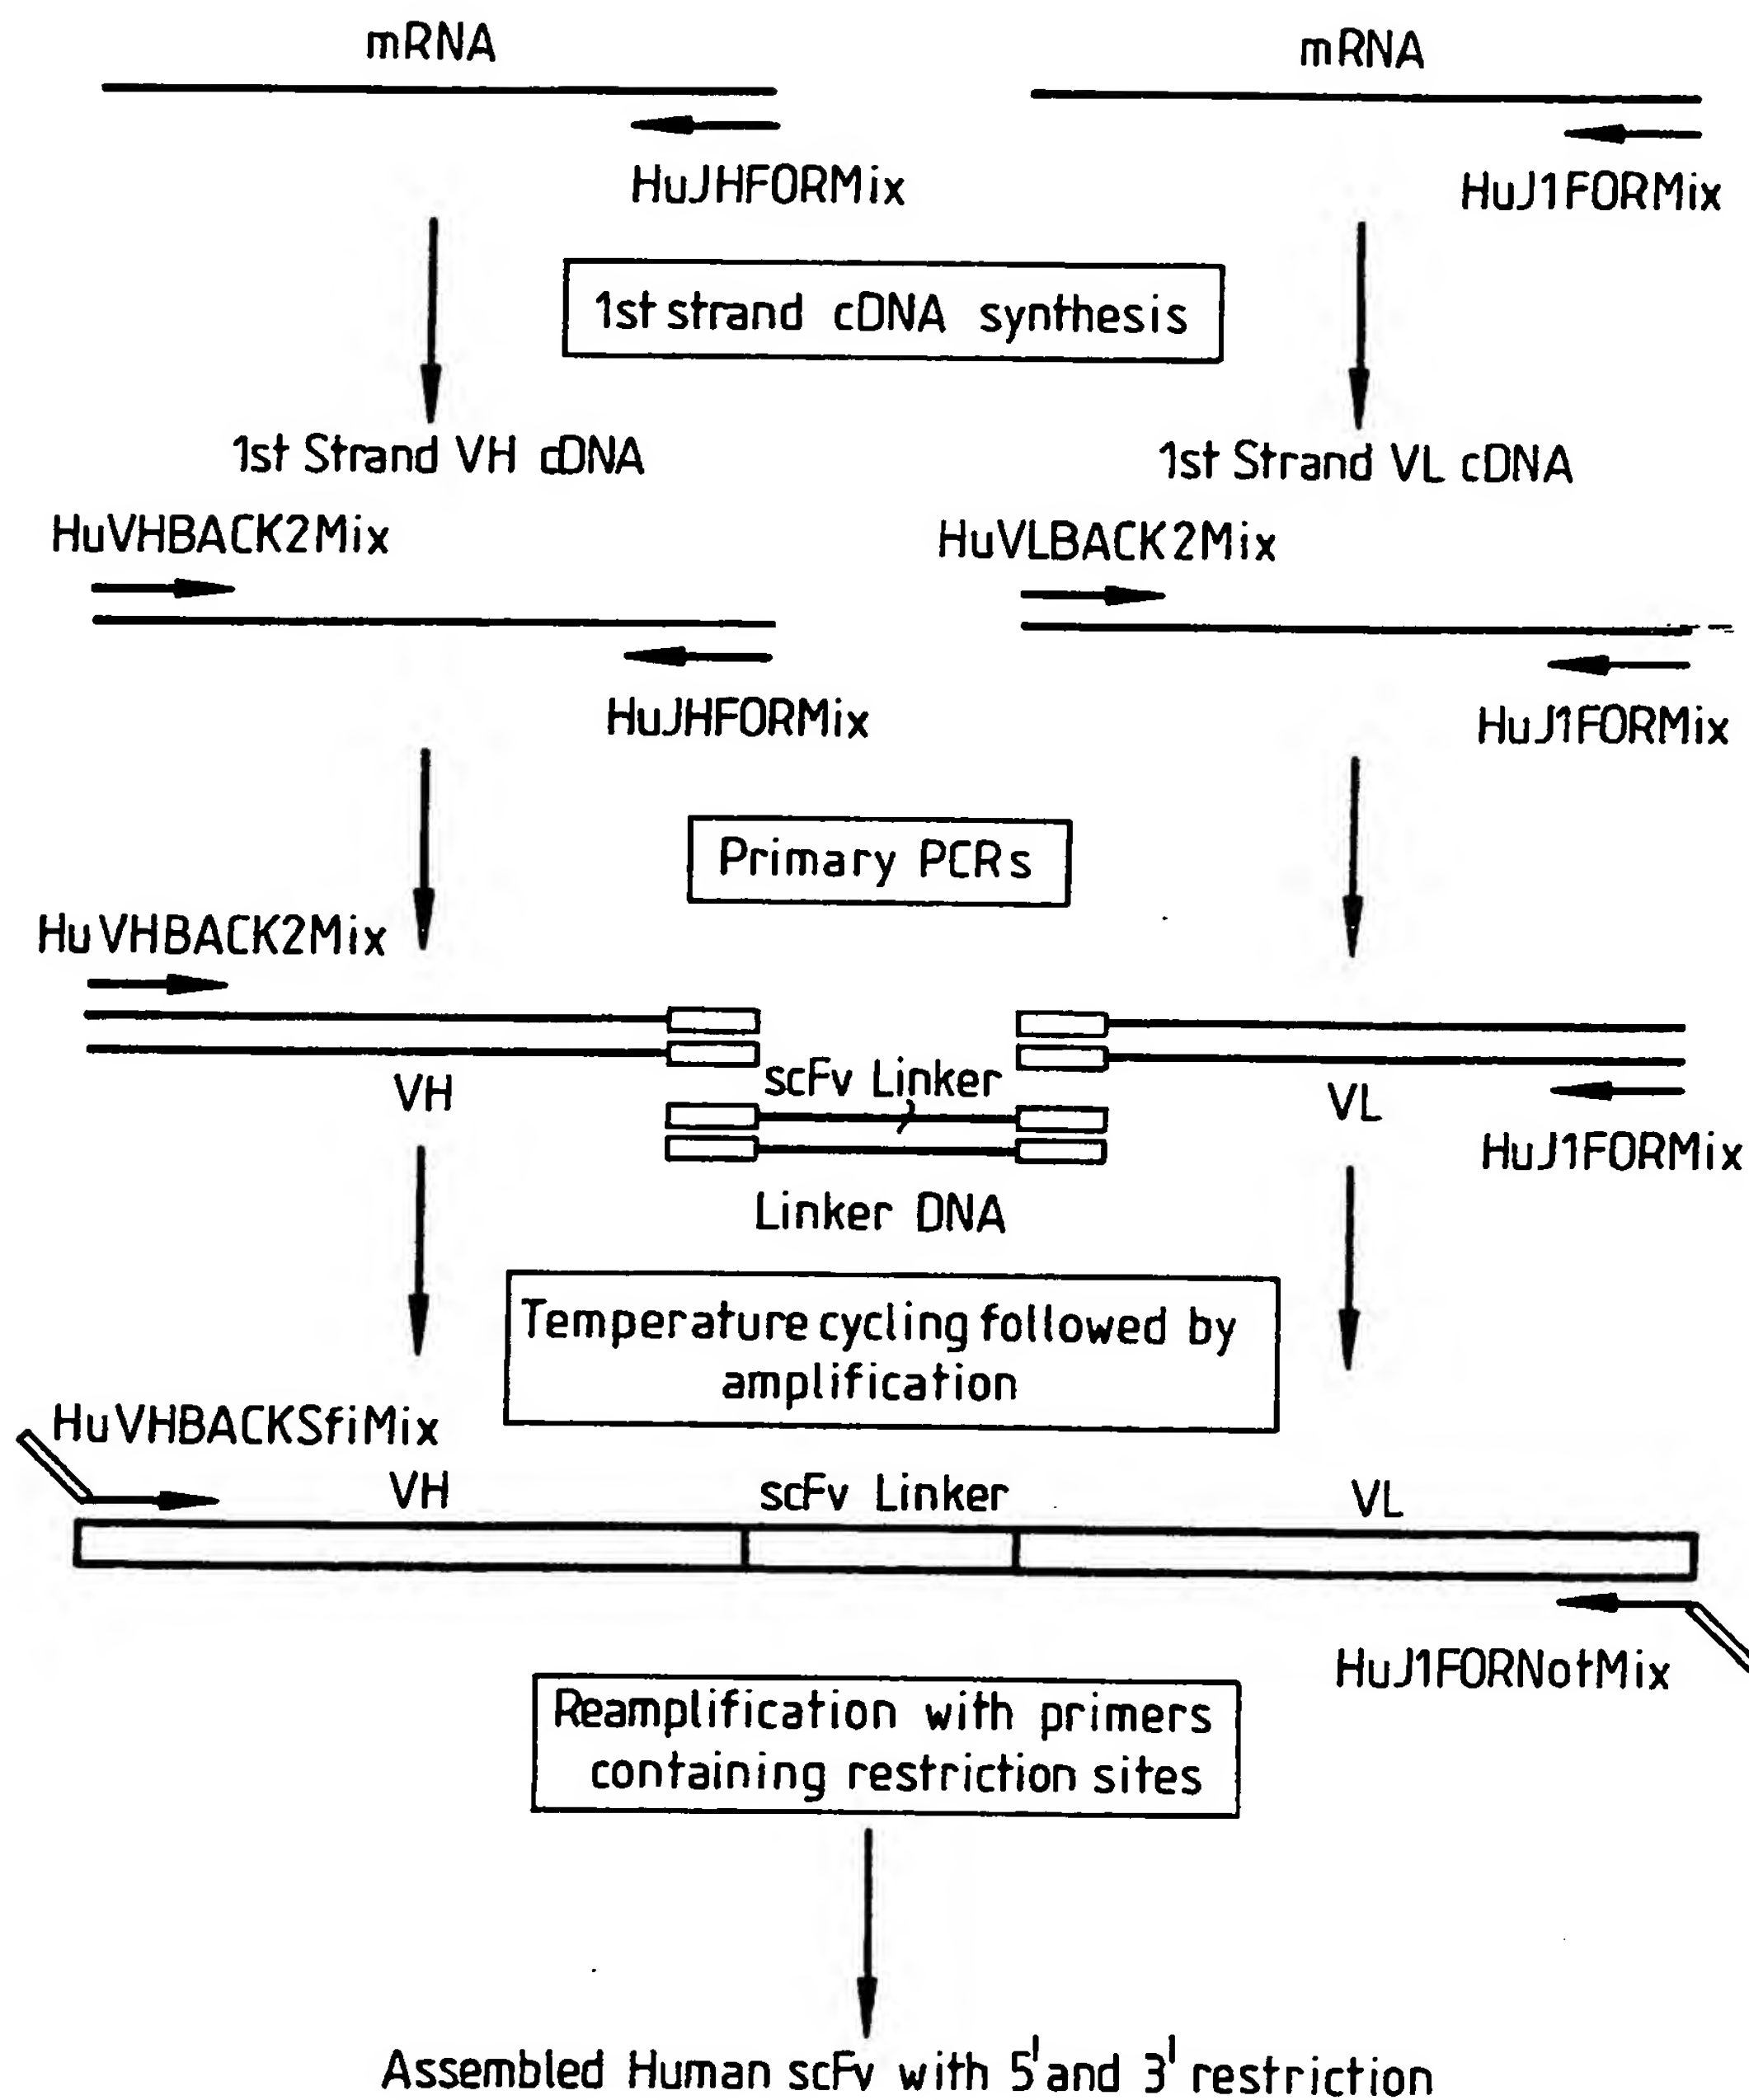 mRNA
mRNA
HuJHFORMix
HuJ1FORMix
1st strand cDNA synthesis
1st Strand VH cDNA
1st Strand VL cDNA
HuVHBACK2Mix
HuVLBACK2Mix
HuJHFORMix
HuJ1FORMix
Primary PCRs
HuVHBACK2Mix
scFv Linker
VH
VL
HuJ1FORMix
Linker DNA
Temperature cycling followed by
amplification
HuVHBACKSfiMix
VH
scFv Linker
VL
HuJ1FORNotMix
Reamplification with primers
containing restriction sites
Assembled Human scFv with 5' and 3' restriction